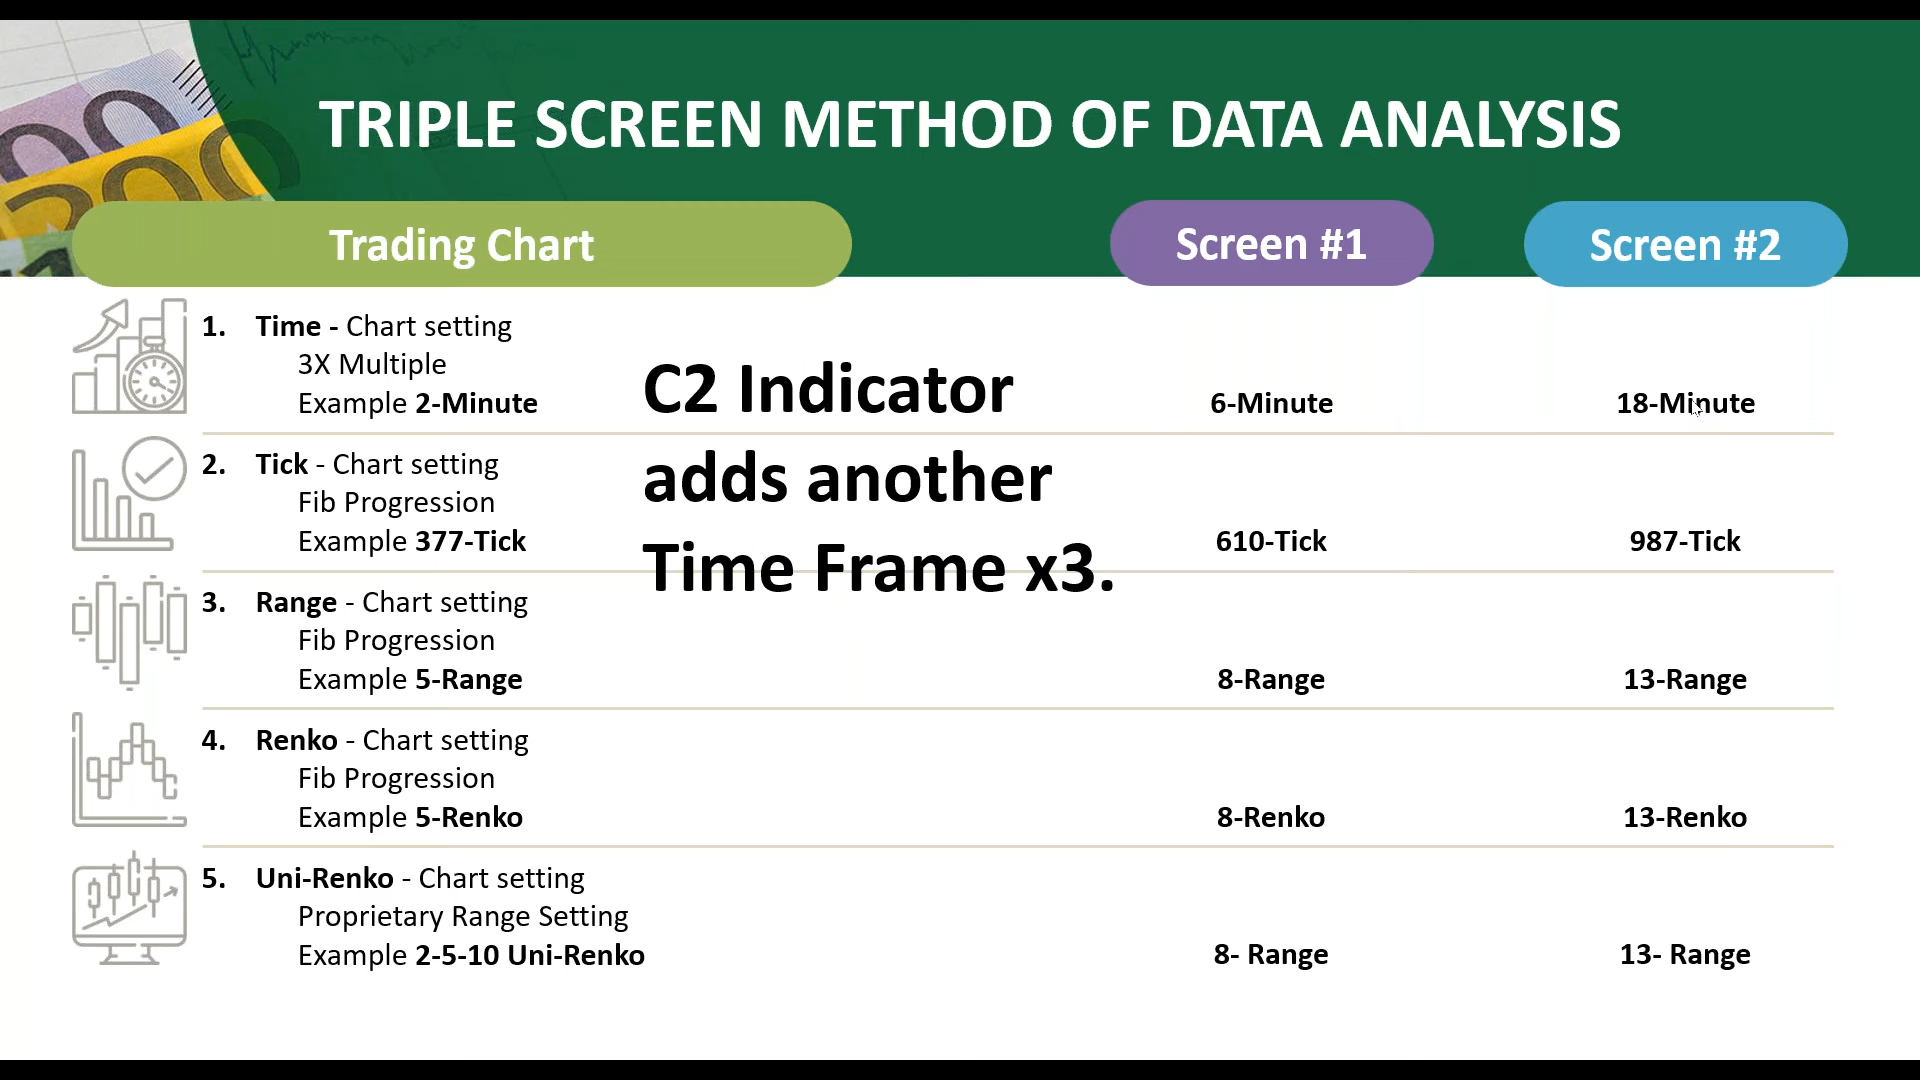 TRIPLE SCREEN METHOD OF DATA ANALYSIS
Trading Chart
Screen #1
Screen #2
1. Time - Chart setting
3X Multiple
Example 2-Minute
6-Minute
18-Minute
C2 Indicator
adds another
Time Frame x3.
2. Tick - Chart setting
Fib Progression
Example 377-Tick
610-Tick
987-Tick
3. Range - Chart setting
Fib Progression
Example 5-Range
8-Range
13-Range
4. Renko - Chart setting
Fib Progression
Example 5-Renko
8-Renko
13-Renko
5. Uni-Renko - Chart setting
Proprietary Range Setting
Example 2-5-10 Uni-Renko
8- Range
13- Range
00
200